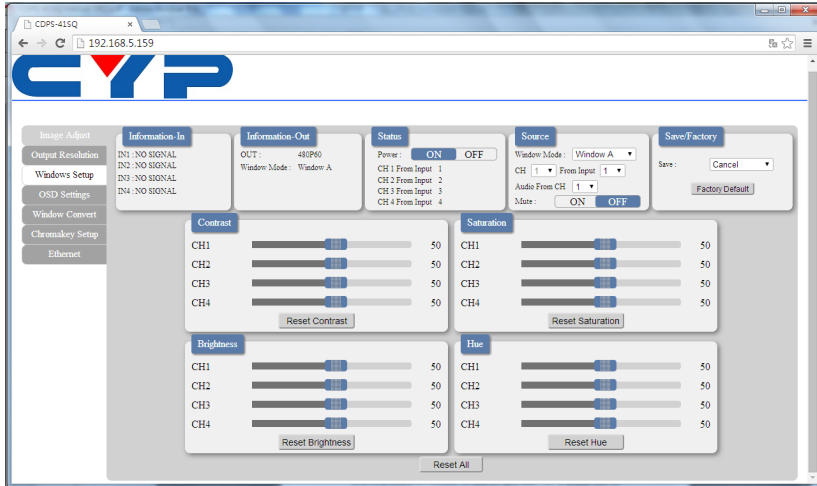 CDPS-41SQ
192.168.5.159
CYP
Image Adjust
Output Resolution
Windows Setup
OSD Settings
Window Convert
Chromakey Setup
Ethernet
Information-In
IN1 : NO SIGNAL
IN2 : NO SIGNAL
IN3 : NO SIGNAL
IN4 : NO SIGNAL
Information-Out
OUT : 480P60
Window Mode : Window A
Status
Power : ON OFF
CH 1 From Input 1
CH 2 From Input 2
CH 3 From Input 3
CH 4 From Input 4
Source
Window Mode : Window A
CH 1 From Input 1
Audio From CH 1
Mute : ON OFF
Save/Factory
Save : Cancel
Factory Default
Contrast
CH1 50
CH2 50
CH3 50
CH4 50
Reset Contrast
Saturation
CH1 50
CH2 50
CH3 50
CH4 50
Reset Saturation
Brightness
CH1 50
CH2 50
CH3 50
CH4 50
Reset Brightness
Hue
CH1 50
CH2 50
CH3 50
CH4 50
Reset Hue
Reset All